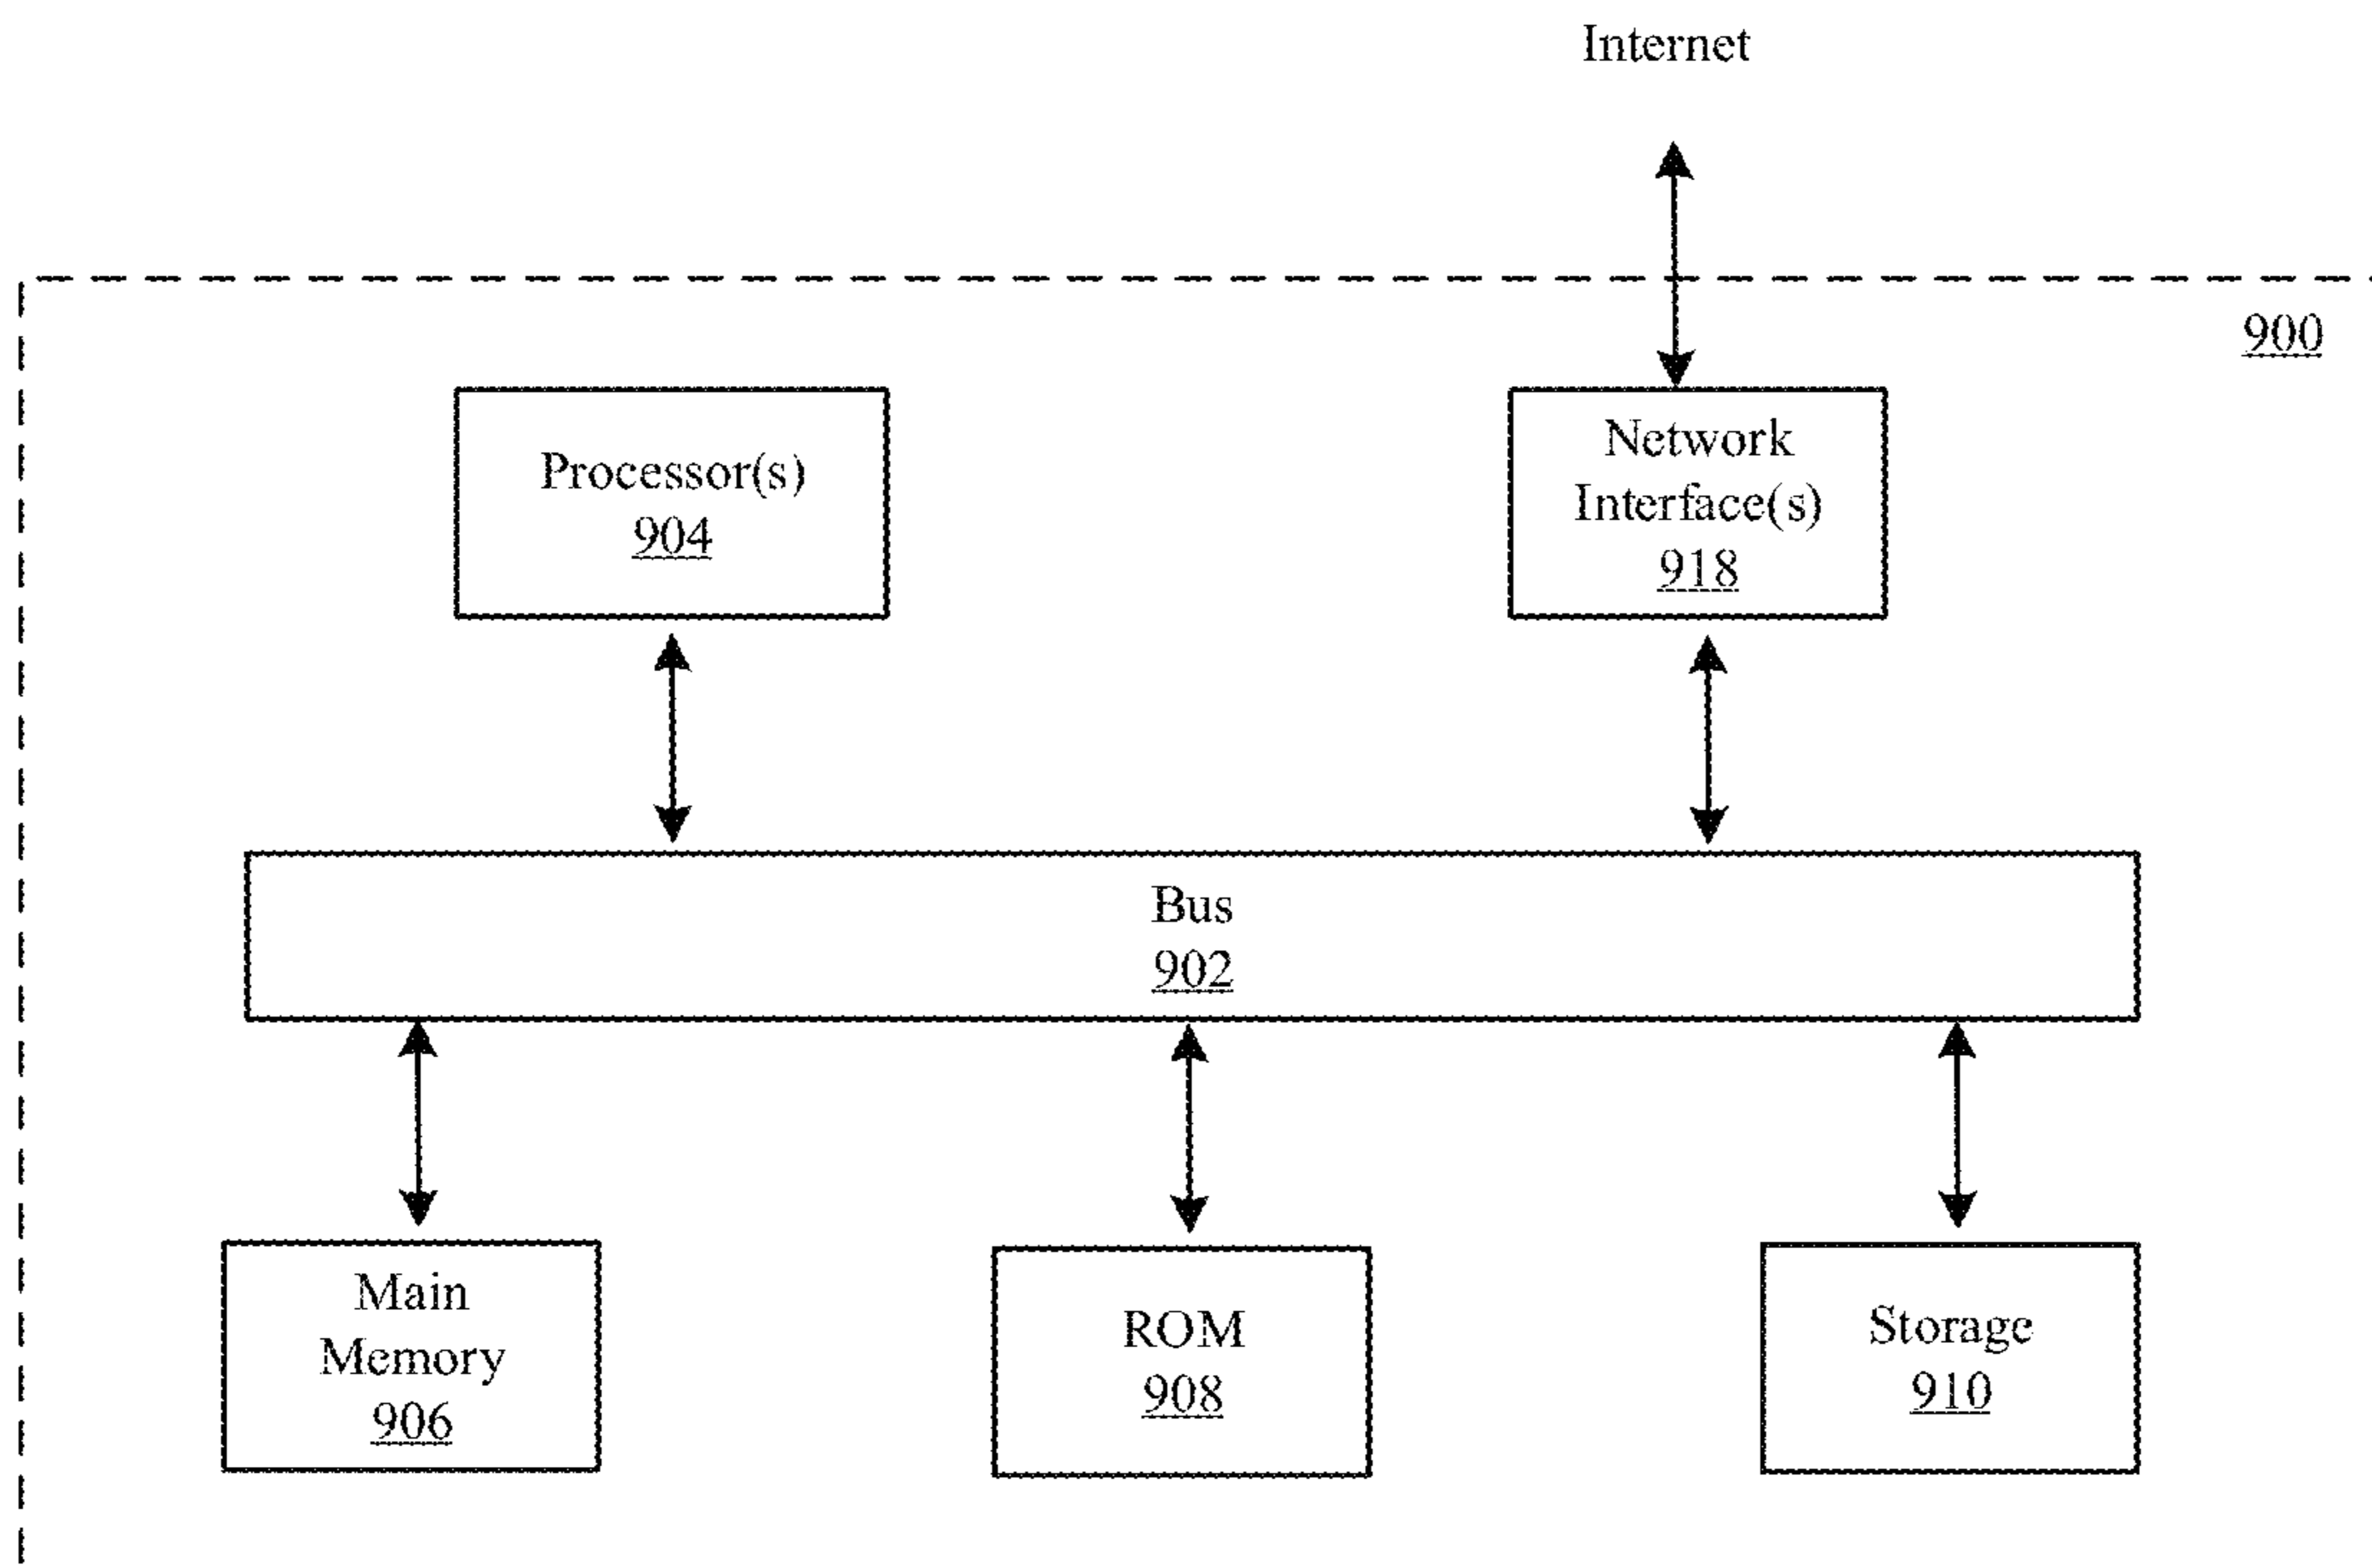 Internet
900
Processor(s)
904
Network
Interface(s)
918
Bus
902
Main
Memory
906
ROM
908
Storage
910